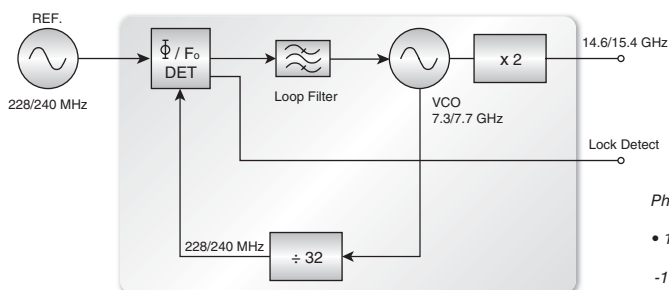 REF.
228/240 MHz
Φ / Fo
DET
Loop Filter
VCO
7.3/7.7 GHz
x 2
14.6/15.4 GHz
Lock Detect
228/240 MHz
÷ 32
Ph
• 1
-1